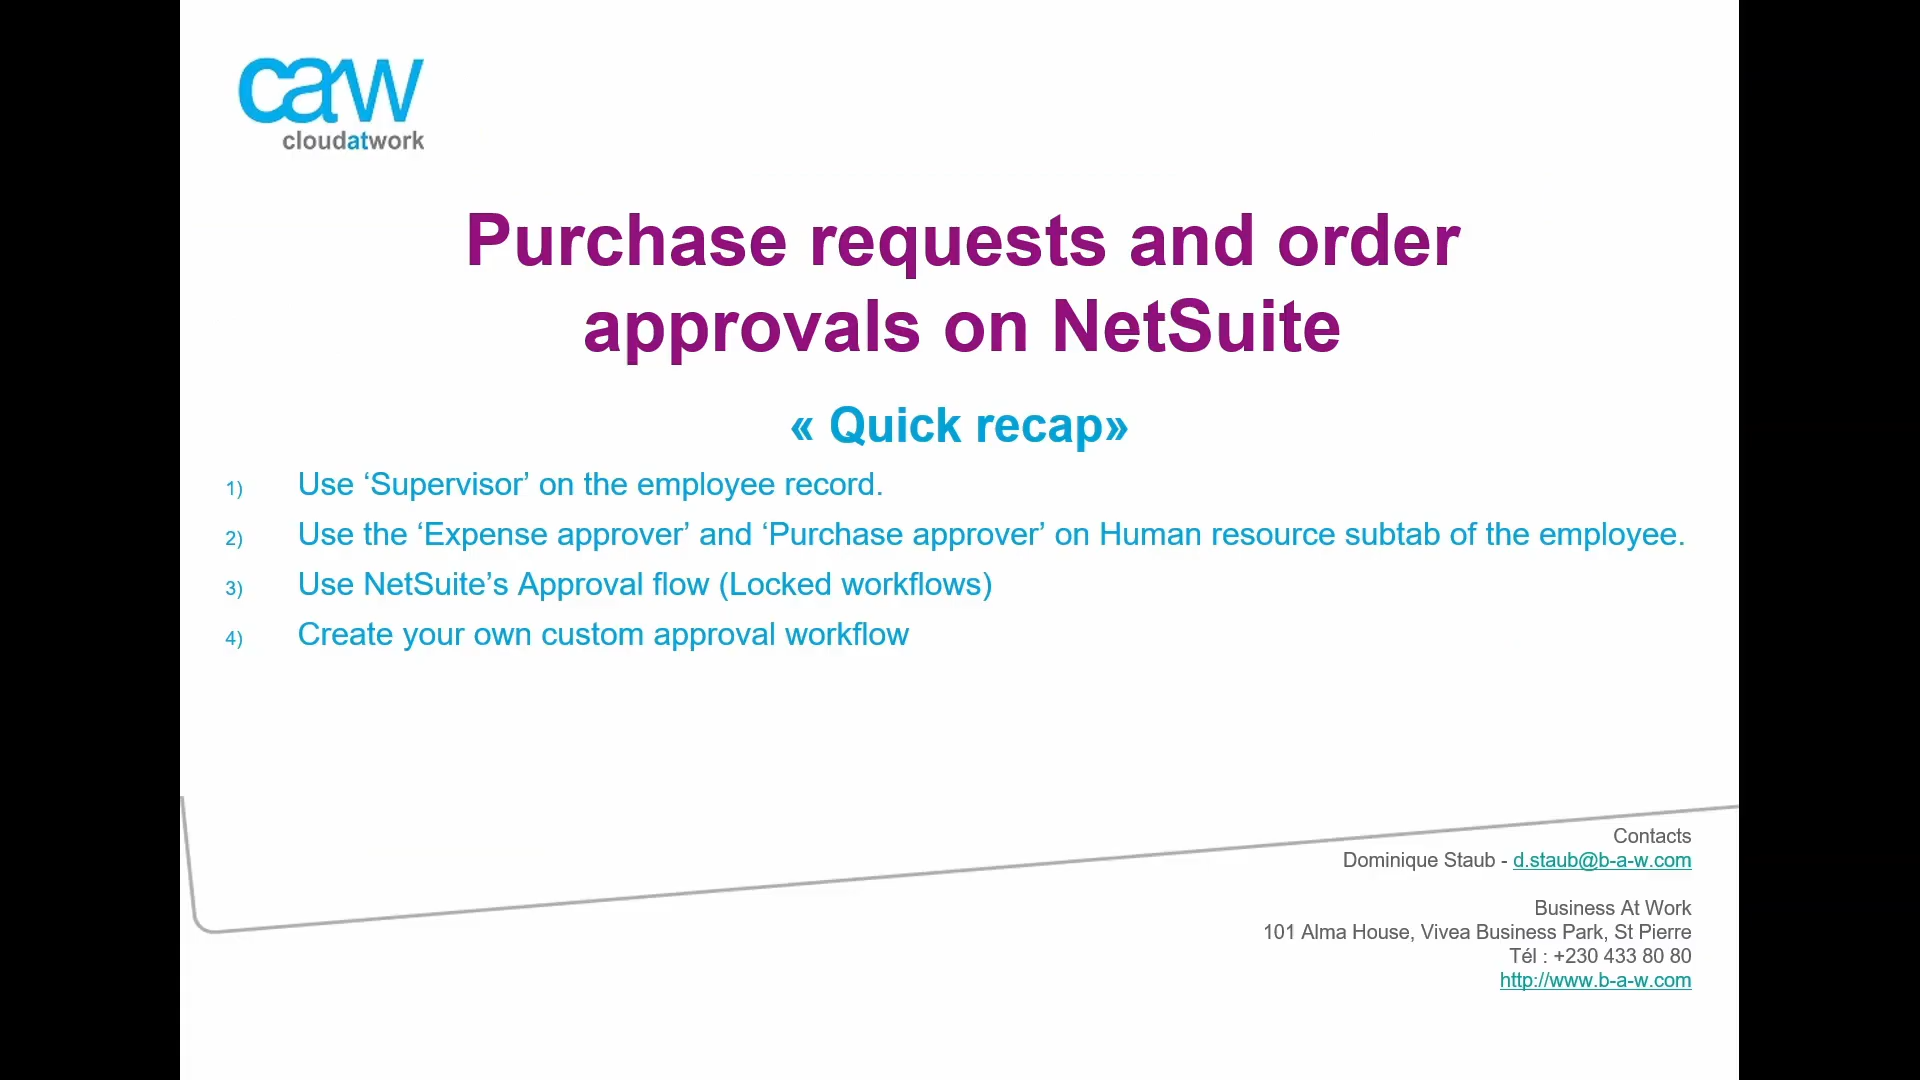 caw
cloudatwork
Purchase requests and order
approvals on NetSuite
« Quick recap»
1) Use ‘Supervisor’ on the employee record.
2) Use the ‘Expense approver’ and ‘Purchase approver’ on Human resource subtab of the employee.
3) Use NetSuite’s Approval flow (Locked workflows)
4) Create your own custom approval workflow
Contacts
Dominique Staub - d.staub@b-a-w.com
Business At Work
101 Alma House, Vivea Business Park, St Pierre
Tél : +230 433 80 80
http://www.b-a-w.com